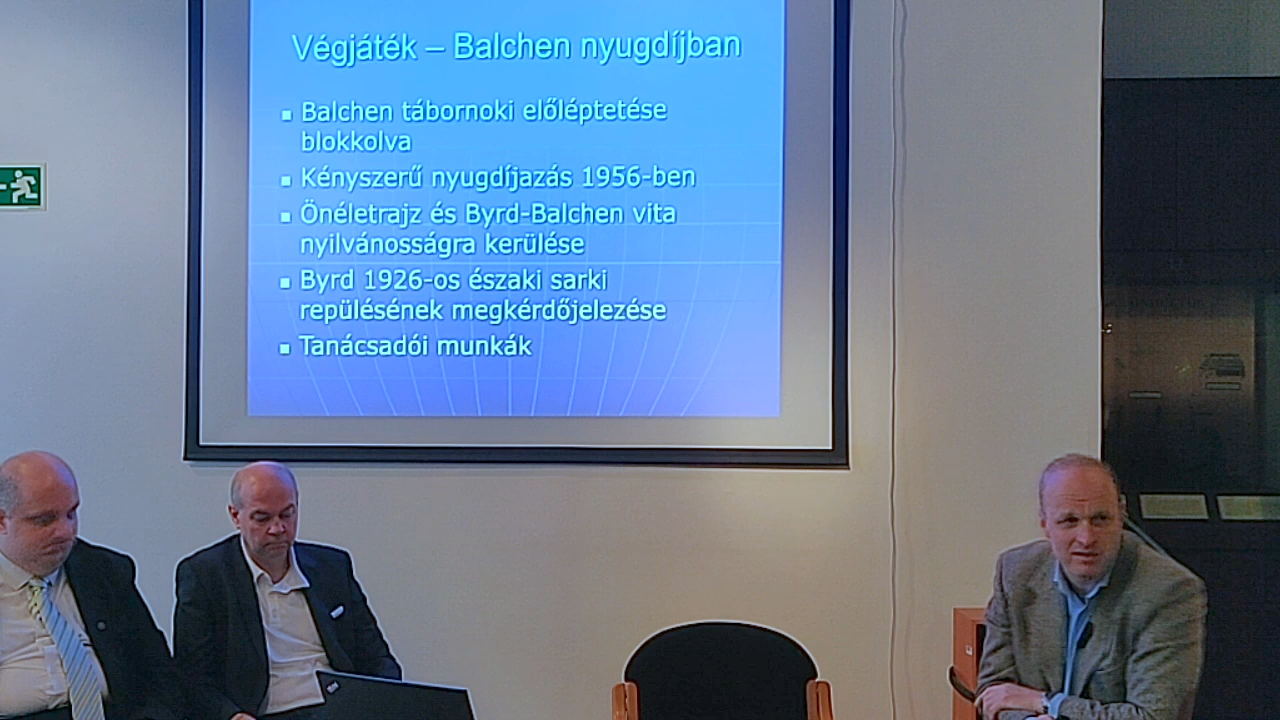 Végjáték – Balchen nyugdíjban
Balchen tábornoki előléptetése
blokkolva
Kényszerű nyugdíjazás 1956-ben
Önéletrajz és Byrd-Balchen vita
nyilvánosságra kerülése
Byrd 1926-os északi sarki
repülésének megkérdőjelezése
Tanácsadói munkák